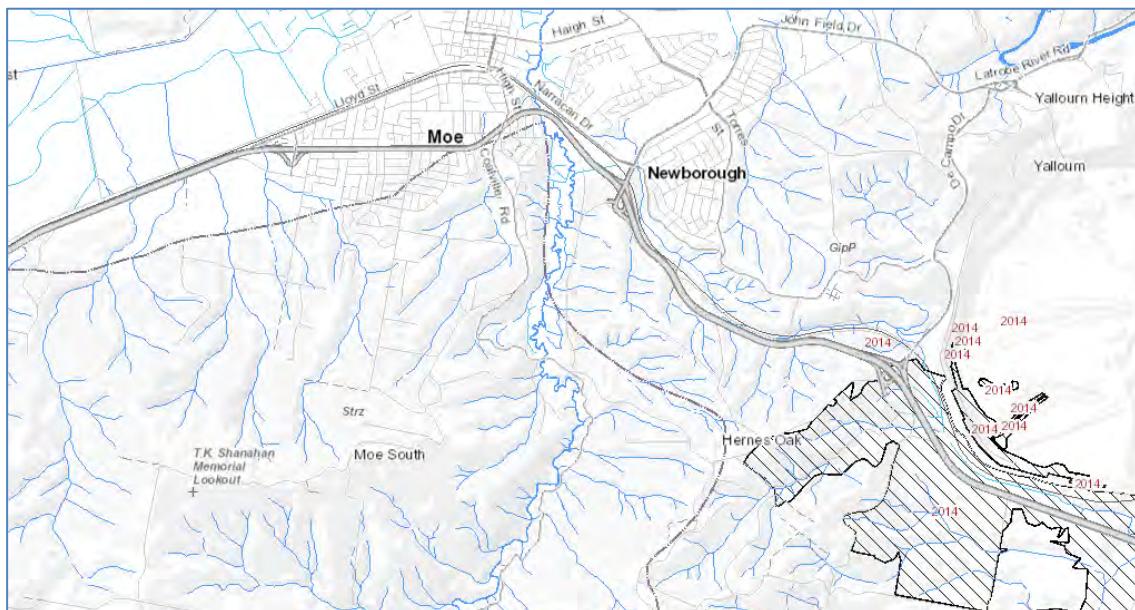 Haigh St
John Field Dr
Latrobe River Rd
st
Lloyd St
High St
Narracan Dr
Yallourn Height
Moe
Torres
St
De Campo Dr
Coalville Rd
Newborough
Yallourn
GipP
2014
2014
2014
2014
2014
2014
2014
2014
2014
Strz
Hernes Oak
T.K. Shanahan
Memorial
Lookout
Moe South
2014
2014